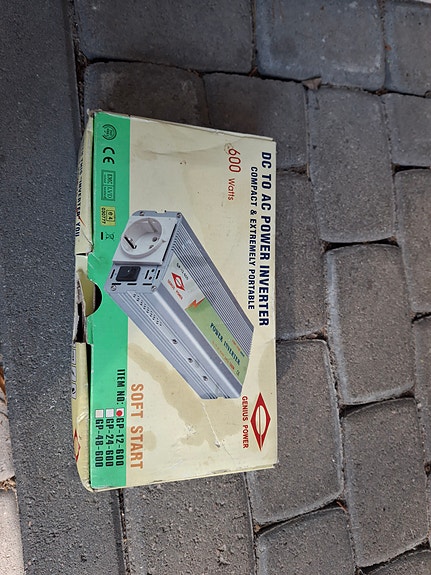 DC TO AC POWER INVERTER
COMPACT & EXTREMELY PORTABLE
600 Watts
CE
POWER INVERTER
GENIUS POWER
SOFT START
ITEM NO: GP-12-600
GP-24-600
GP-48-600